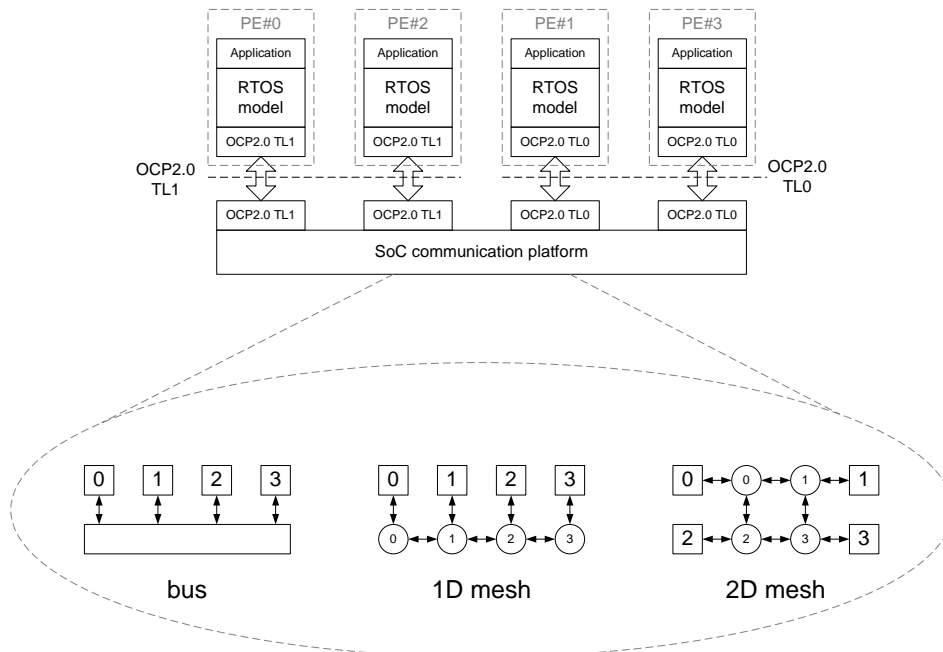 PE#0 PE#2 PE#1 PE#3
Application Application Application Application
RTOS model RTOS model RTOS model RTOS model
OCP2.0 TL1 OCP2.0 TL1 OCP2.0 TL0 OCP2.0 TL0
OCP2.0
TL1
OCP2.0
TL0
OCP2.0 TL1 OCP2.0 TL1 OCP2.0 TL0 OCP2.0 TL0
SoC communication platform
0 1 2 3
bus
0 1 2 3
0 1 2 3
1D mesh
0 0 1 1
2 2 3 3
2D mesh